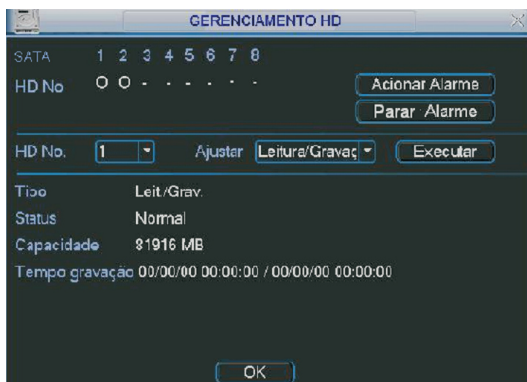 GERENCIAMENTO HD
SATA 1 2 3 4 5 6 7 8
HD No O O - - - - - -
Acionar Alarme
Parar Alarme
HD No. 1 Ajustar Leitura/Gravaç Executar
Tipo Leit./Grav.
Status Normal
Capacidade 81916 MB
Tempo gravação 00/00/00 00:00:00 / 00/00/00 00:00:00
OK